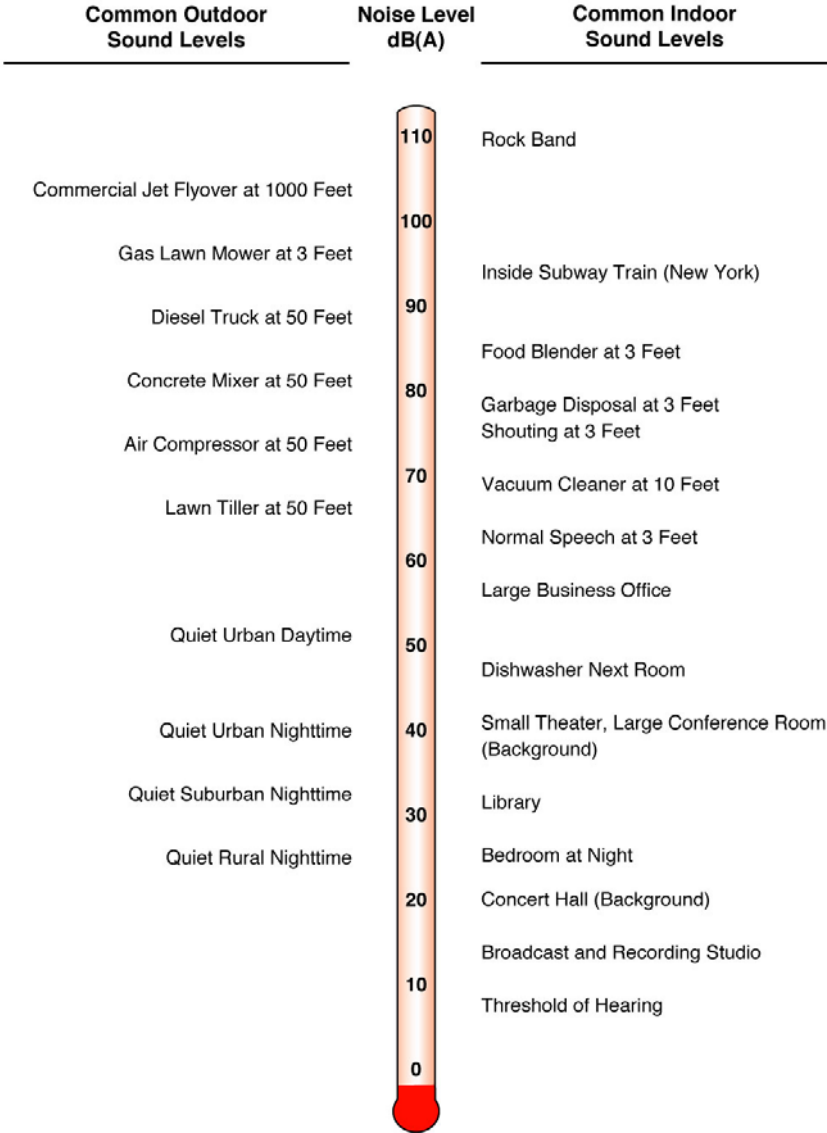 Common Outdoor
Sound Levels
Noise Level
dB(A)
Common Indoor
Sound Levels
110
Rock Band
Commercial Jet Flyover at 1000 Feet
100
Gas Lawn Mower at 3 Feet
Inside Subway Train (New York)
90
Diesel Truck at 50 Feet
Food Blender at 3 Feet
Concrete Mixer at 50 Feet
80
Garbage Disposal at 3 Feet
Shouting at 3 Feet
Air Compressor at 50 Feet
70
Vacuum Cleaner at 10 Feet
Lawn Tiller at 50 Feet
Normal Speech at 3 Feet
60
Large Business Office
Quiet Urban Daytime
50
Dishwasher Next Room
Quiet Urban Nighttime
40
Small Theater, Large Conference Room
(Background)
Quiet Suburban Nighttime
Library
30
Quiet Rural Nighttime
Bedroom at Night
20
Concert Hall (Background)
Broadcast and Recording Studio
10
Threshold of Hearing
0